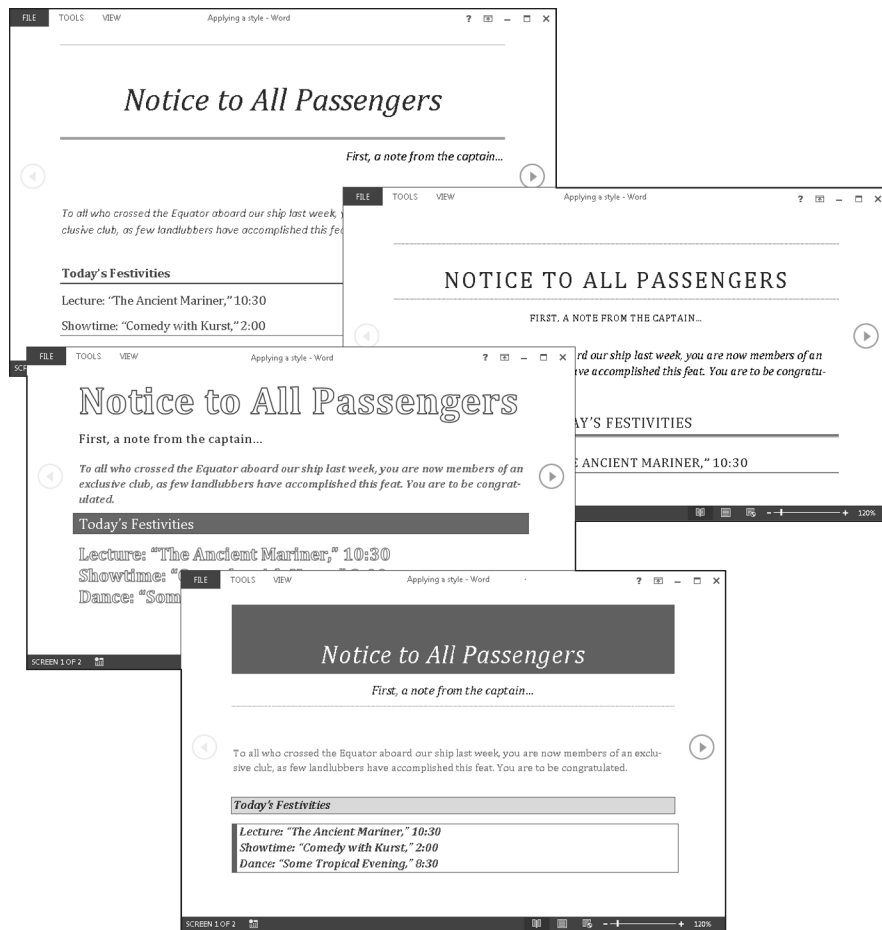 FILE TOOLS VIEW Applying a style - Word ?
Notice to All Passengers
First, a note from the captain...
To all who crossed the Equator aboard our ship last week,
clusive club, as few landlubbers have accomplished this
Today's Festivities
Lecture: "The Ancient Mariner," 10:30
Showtime: "Comedy with Kurst," 2:00
FILE TOOLS VIEW Applying a style - Word ?
NOTICE TO ALL PASSENGERS
FIRST, A NOTE FROM THE CAPTAIN...
rd our ship last week, you are now members of an
ve accomplished this feat. You are to be congratu-
AY'S FESTIVITIES
ANCIENT MARINER," 10:30
- + 120%
FILE TOOLS VIEW Applying a style - Word ?
Notice to All Passengers
First, a note from the captain...
To all who crossed the Equator aboard our ship last week, you are now members of an
exclusive club, as few landlubbers have accomplished this feat. You are to be congrat-
ulated.
Today's Festivities
Lecture: "The Ancient Mariner," 10:30
Showtime:
Dance: "Som
SCREEN 1 OF 2
FILE TOOLS VIEW Applying a style - Word ?
Notice to All Passengers
First, a note from the captain...
To all who crossed the Equator aboard our ship last week, you are now members of an exclu-
sive club, as few landlubbers have accomplished this feat. You are to be congratulated.
Today's Festivities
Lecture: "The Ancient Mariner," 10:30
Showtime: "Comedy with Kurst," 2:00
Dance: "Some Tropical Evening," 8:30
SCREEN 1 OF 2 - + 120%